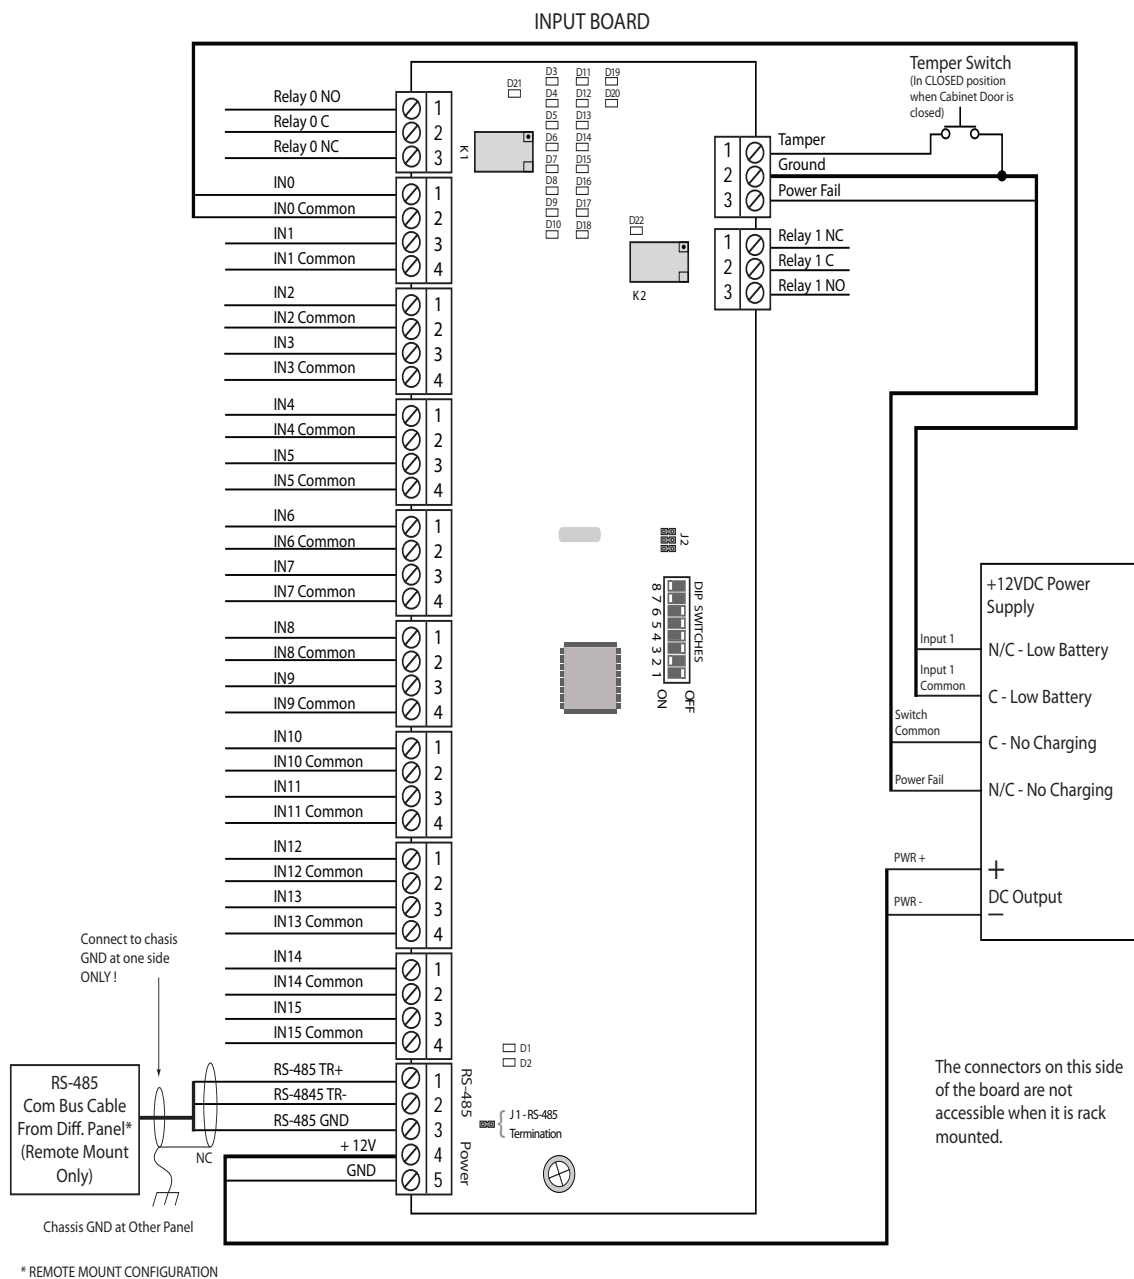 INPUT BOARD
Relay 0 NO
Relay 0 C
Relay 0 NC
1
2
3
K1
IN0
IN0 Common
IN1
IN1 Common
1
2
3
4
IN2
IN2 Common
IN3
IN3 Common
1
2
3
4
IN4
IN4 Common
IN5
IN5 Common
1
2
3
4
IN6
IN6 Common
IN7
IN7 Common
1
2
3
4
IN8
IN8 Common
IN9
IN9 Common
1
2
3
4
IN10
IN10 Common
IN11
IN11 Common
1
2
3
4
IN12
IN12 Common
IN13
IN13 Common
1
2
3
4
IN14
IN14 Common
IN15
IN15 Common
1
2
3
4
RS-485 TR+
RS-4845 TR-
RS-485 GND
+ 12V
GND
1
2
3
4
5
RS-485
Power
D21
D3
D4
D5
D6
D7
D8
D9
D10
D11
D12
D13
D14
D15
D16
D17
D18
D19
D20
D22
K2
Temper Switch
(In CLOSED position
when Cabinet Door is
closed)
1
2
3
Tamper
Ground
Power Fail
1
2
3
Relay 1 NC
Relay 1 C
Relay 1 NO
J2
DIP SWITCHES
8 7 6 5 4 3 2 1
ON
OFF
+12VDC Power
Supply
Input 1
N/C - Low Battery
Input 1
Common
C - Low Battery
Switch
Common
C - No Charging
Power Fail
N/C - No Charging
PWR +
+
DC Output
PWR -
–
D1
D2
J1 - RS-485
Termination
Connect to chasis
GND at one side
ONLY !
RS-485
Com Bus Cable
From Diff. Panel*
(Remote Mount
Only)
NC
Chassis GND at Other Panel
The connectors on this side
of the board are not
accessible when it is rack
mounted.
* REMOTE MOUNT CONFIGURATION